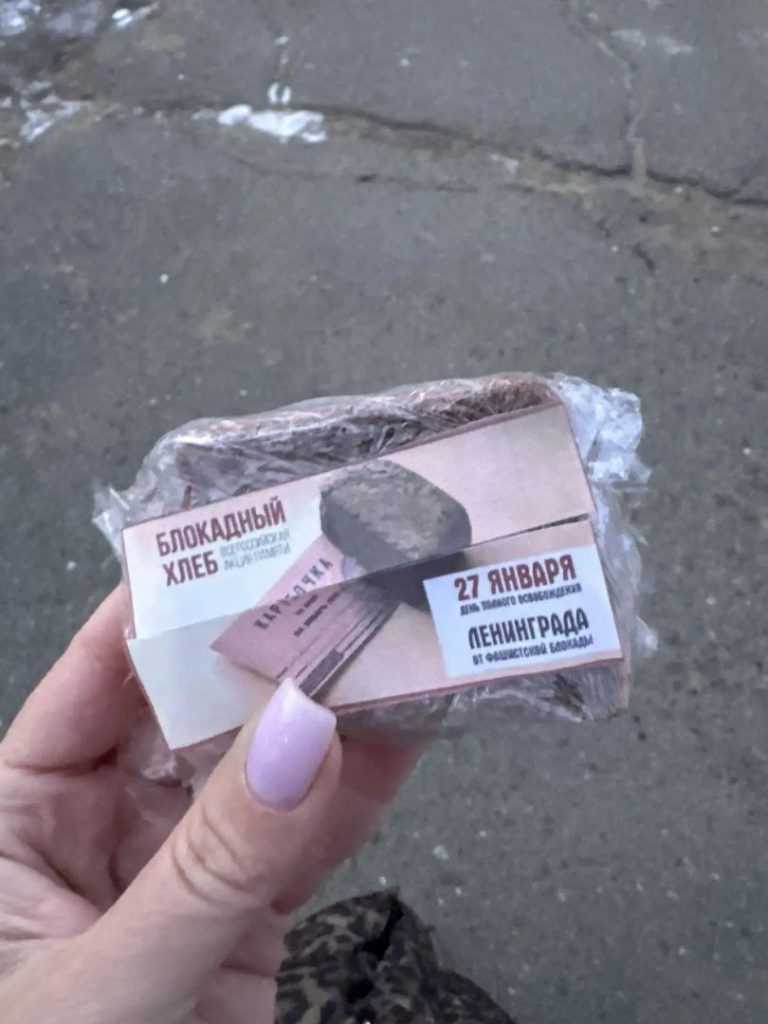 БЛОКАДНЫЙ
ХЛЕБ
ВСЕРОССИЙСКАЯ
АКЦИЯ ПАМЯТИ
КАРТОЧКА
27 ЯНВАРЯ
ДЕНЬ ПОЛНОГО ОСВОБОЖДЕНИЯ
ЛЕНИНГРАДА
ОТ ФАШИСТСКОЙ БЛОКАДЫ